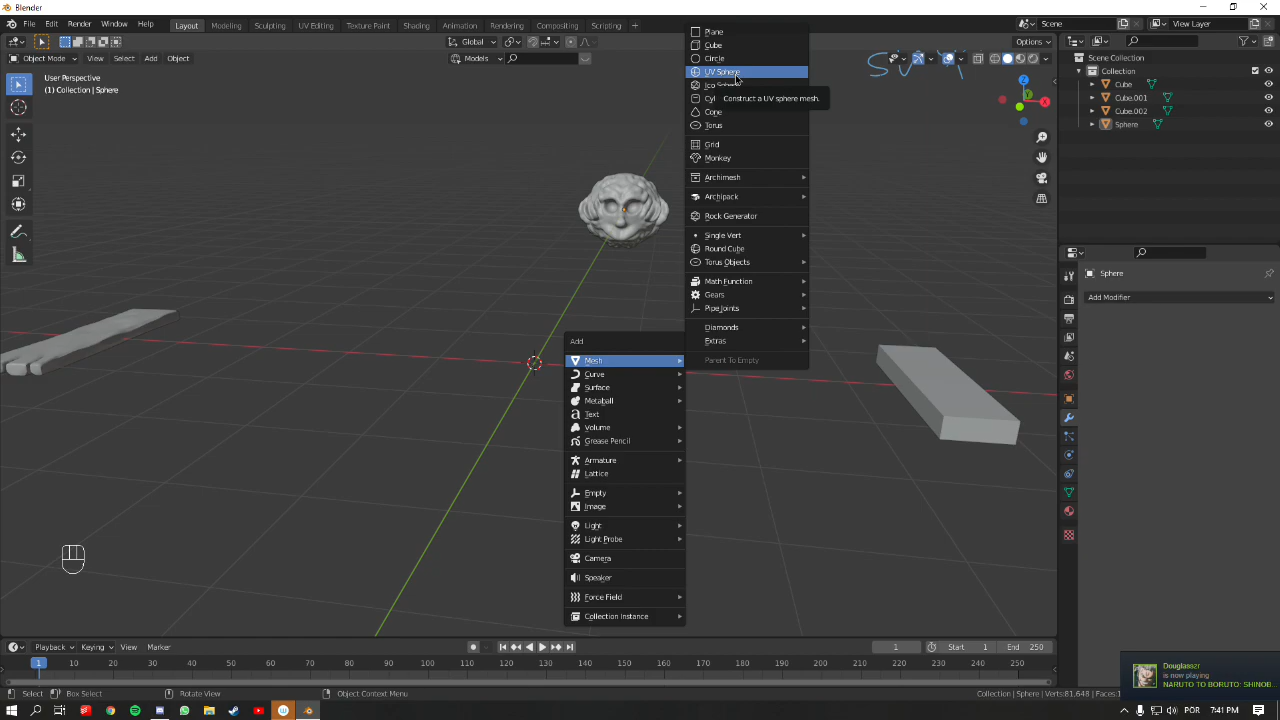 Blender
File Edit Render Window Help Layout Modeling Sculpting UV Editing Texture Paint Shading Animation Rendering Compositing Scripting + Scene View Layer
Global Models Options
Object Mode View Select Add Object
User Perspective
(1) Collection | Sphere
Plane
Cube
Circle
UV Sphere
Construct a UV sphere mesh.
Cone
Torus
Grid
Monkey
Archimesh
Archipack
Rock Generator
Single Vert
Round Cube
Torus Objects
Math Function
Gears
Pipe Joints
Diamonds
Extras
Parent To Empty
Add
Mesh
Curve
Surface
Metaball
Text
Volume
Grease Pencil
Armature
Lattice
Empty
Image
Light
Light Probe
Camera
Speaker
Force Field
Collection Instance
X
Y
Z
Scene Collection
Collection
Cube
Cube.001
Cube.002
Sphere
Sphere
Add Modifier
Playback Keying View Marker 1 Start 1 End 250
1 10 20 30 40 50 60 70 80 90 100 110 120 130 140 150 160 170 180 190 200 210 220 230 240 250
Select Box Select Rotate View Object Context Menu Collection | Sphere | Verts:81,648 | Faces:
Douglasszr
is now playing
NARUTO TO BORUTO: SHINOB
POR 7:41 PM